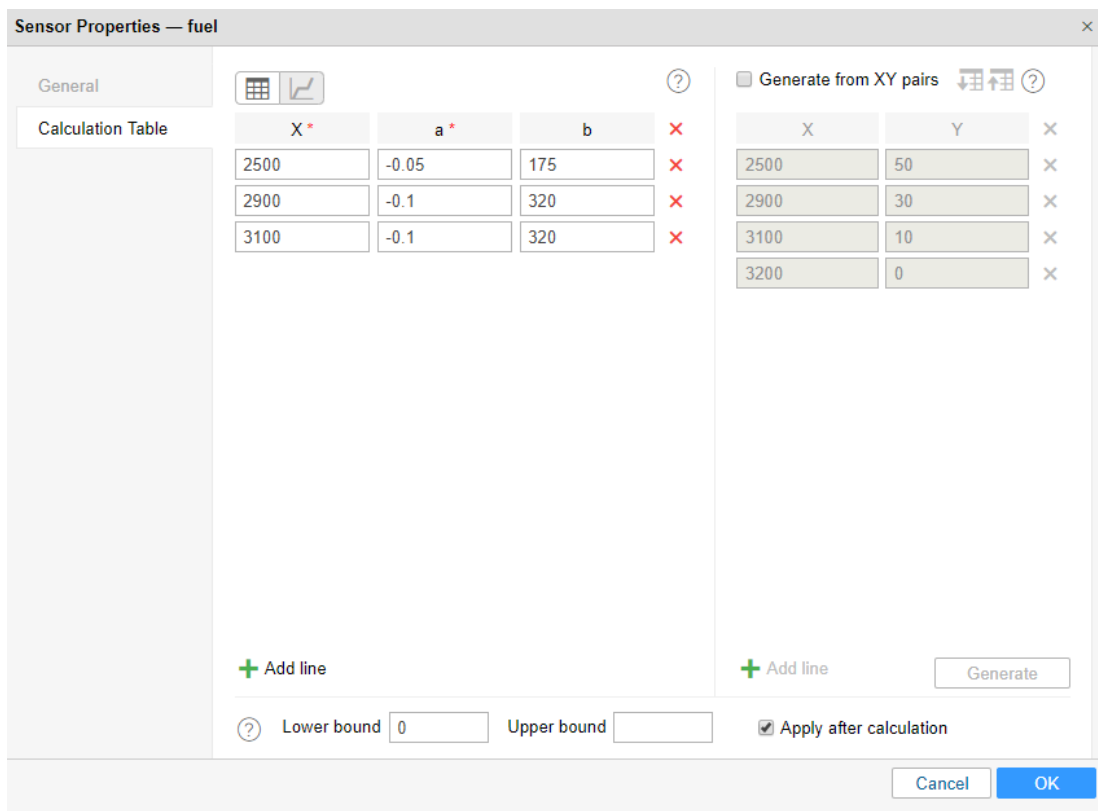 Sensor Properties — fuel ×
General
Calculation Table
? Generate from XY pairs ?
X * a * b X Y
2500 -0.05 175 2500 50
2900 -0.1 320 2900 30
3100 -0.1 320 3100 10
3200 0
Add line Add line Generate
? Lower bound 0 Upper bound Apply after calculation
Cancel OK